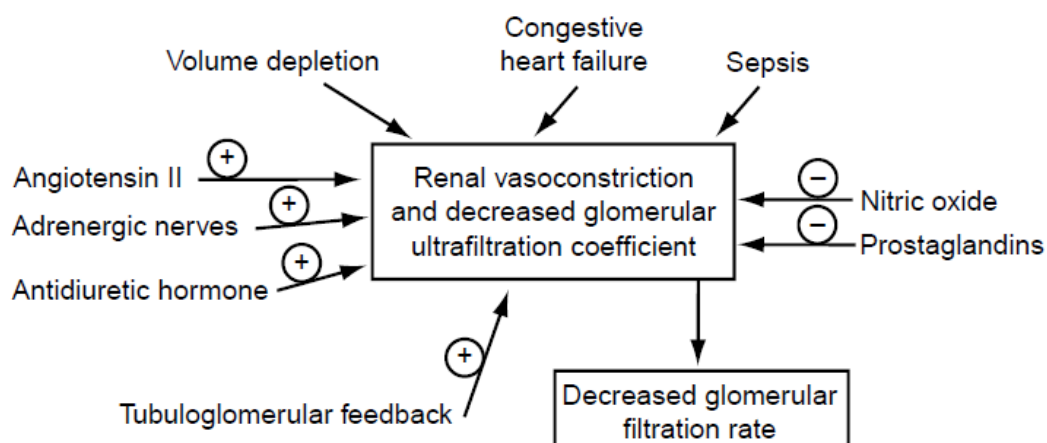 Congestive
heart failure
Volume depletion
Sepsis
+
Angiotensin II
+
Adrenergic nerves
+
Antidiuretic hormone
Renal vasoconstriction
and decreased glomerular
ultrafiltration coefficient
−
Nitric oxide
−
Prostaglandins
+
Tubuloglomerular feedback
Decreased glomerular
filtration rate